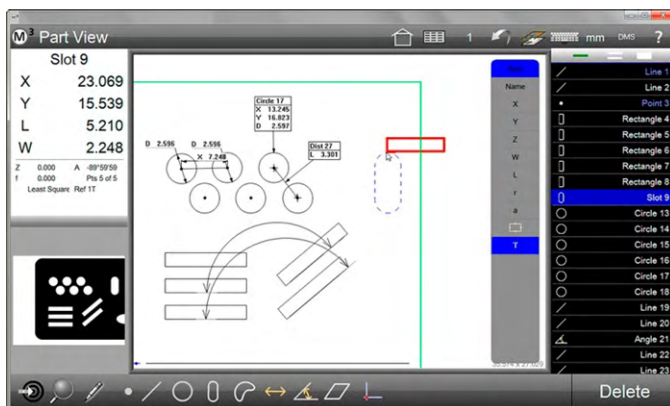 M3 Part View
1
mm
DMS
?
Slot 9
X 23.069
Y 15.539
L 5.210
W 2.248
Z 0.000 A -89°59'59
f 0.000 Pts 5 of 5
Least Square Ref 1T
Circle 17
X 13.245
Y 16.823
D 2.597
D 2.596 D 2.596
X 7.248
Dist 27
L 3.301
Name
X
Y
Z
W
L
r
a
T
Line 1
Line 2
Point 3
Rectangle 4
Rectangle 5
Rectangle 6
Rectangle 7
Rectangle 8
Slot 9
Circle 13
Circle 14
Circle 15
Circle 16
Circle 17
Circle 18
Line 19
Line 20
Angle 21
Line 22
Line 23
Delete